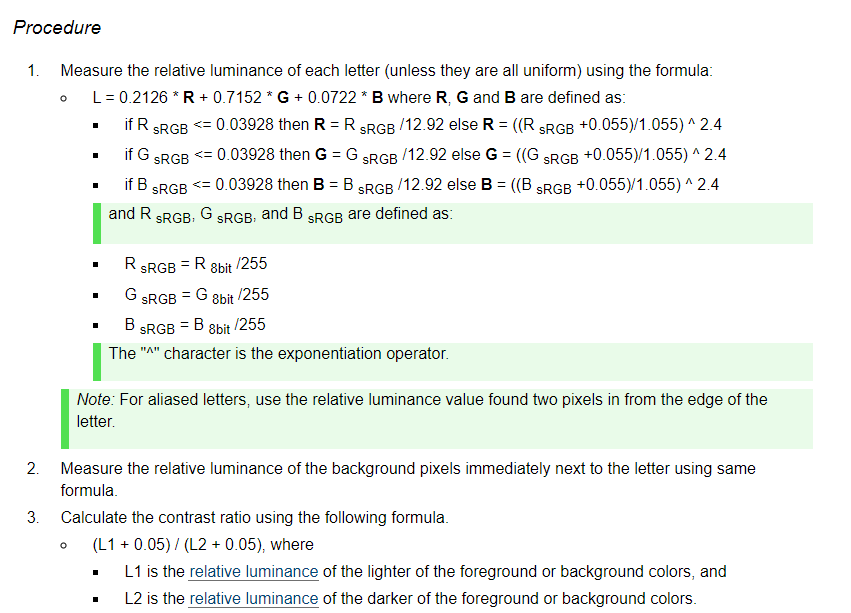 Procedure
1. Measure the relative luminance of each letter (unless they are all uniform) using the formula:
L = 0.2126 * R + 0.7152 * G + 0.0722 * B where R, G and B are defined as:
if R sRGB <= 0.03928 then R = R sRGB /12.92 else R = ((R sRGB +0.055)/1.055) ^ 2.4
if G sRGB <= 0.03928 then G = G sRGB /12.92 else G = ((G sRGB +0.055)/1.055) ^ 2.4
if B sRGB <= 0.03928 then B = B sRGB /12.92 else B = ((B sRGB +0.055)/1.055) ^ 2.4
and R sRGB, G sRGB, and B sRGB are defined as:
R sRGB = R 8bit /255
G sRGB = G 8bit /255
B sRGB = B 8bit /255
The "^" character is the exponentiation operator.
Note: For aliased letters, use the relative luminance value found two pixels in from the edge of the
letter.
2. Measure the relative luminance of the background pixels immediately next to the letter using same
formula.
3. Calculate the contrast ratio using the following formula.
(L1 + 0.05) / (L2 + 0.05), where
L1 is the relative luminance of the lighter of the foreground or background colors, and
L2 is the relative luminance of the darker of the foreground or background colors.